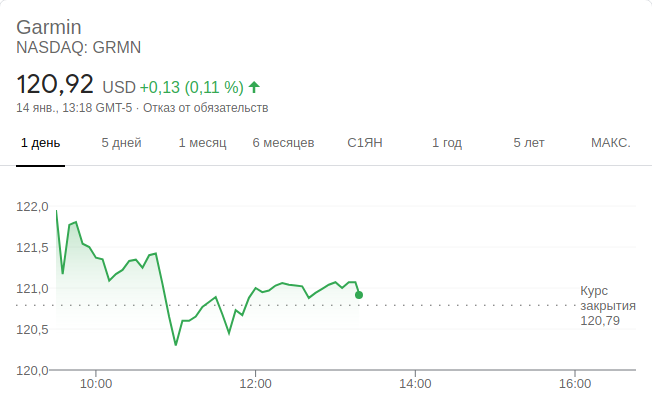 Garmin
NASDAQ: GRMN
120,92 USD +0,13 (0,11 %)
14 янв., 13:18 GMT-5 · Отказ от обязательств
1 день 5 дней 1 месяц 6 месяцев С1ЯН 1 год 5 лет МАКС.
122,0
121,5
121,0
120,5
120,0
Курс
закрытия
120,79
10:00 12:00 14:00 16:00